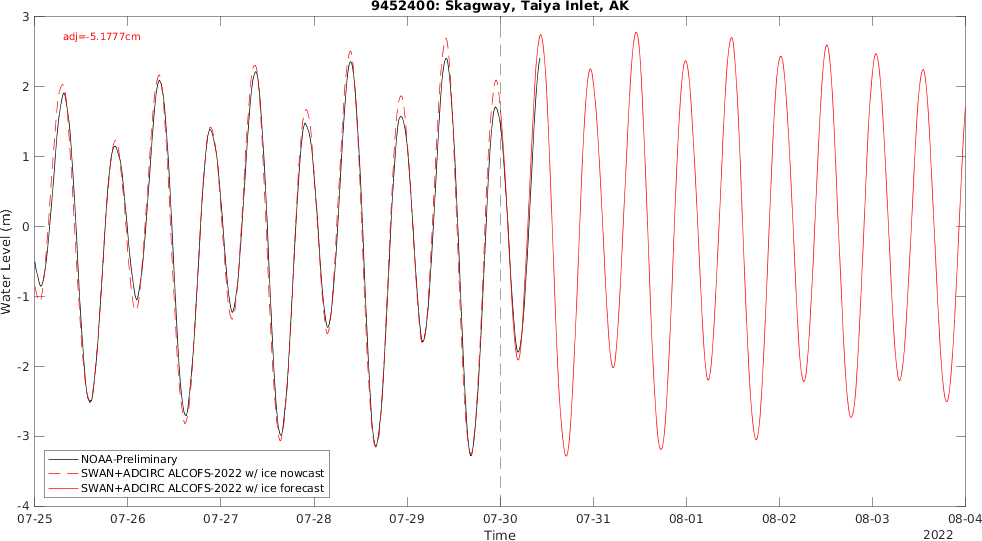 9452400: Skagway, Taiya Inlet, AK
adj=-5.1777cm
Water Level (m)
3
2
1
0
-1
-2
-3
-4
NOAA-Preliminary
SWAN+ADCIRC ALCOFS-2022 w/ ice nowcast
SWAN+ADCIRC ALCOFS-2022 w/ ice forecast
07-25 07-26 07-27 07-28 07-29 07-30 07-31 08-01 08-02 08-03 08-04
Time
2022